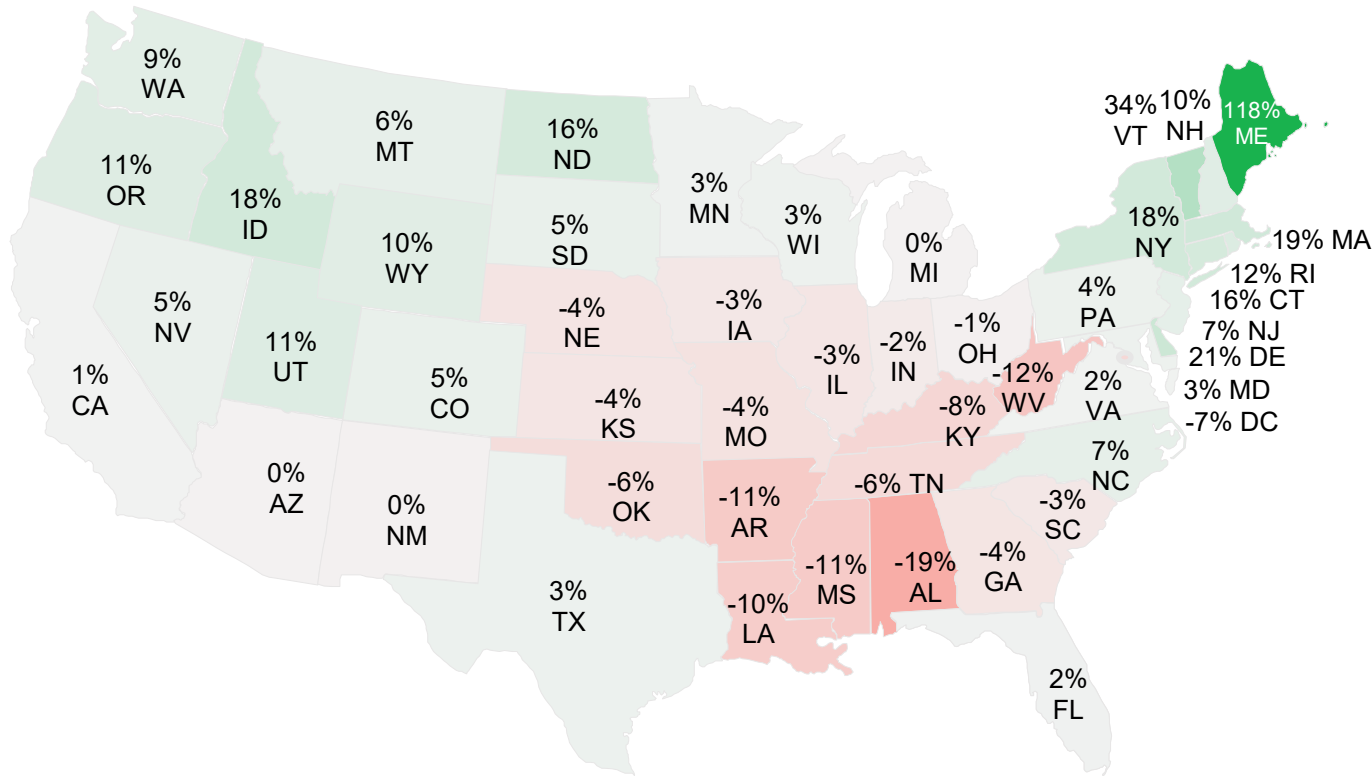 9%
WA
11%
OR
18%
ID
6%
MT
16%
ND
3%
MN
3%
WI
0%
MI
34%
VT
10%
NH
118%
ME
18%
NY
19% MA
12% RI
16% CT
7% NJ
21% DE
3% MD
-7% DC
5%
SD
10%
WY
5%
NV
11%
UT
1%
CA
5%
CO
-4%
NE
-3%
IA
-3%
IL
-2%
IN
-1%
OH
4%
PA
-12%
WV
2%
VA
-8%
KY
-4%
KS
-4%
MO
7%
NC
-6% TN
0%
AZ
0%
NM
-6%
OK
-11%
AR
-3%
SC
-4%
GA
-19%
AL
-11%
MS
-10%
LA
3%
TX
2%
FL